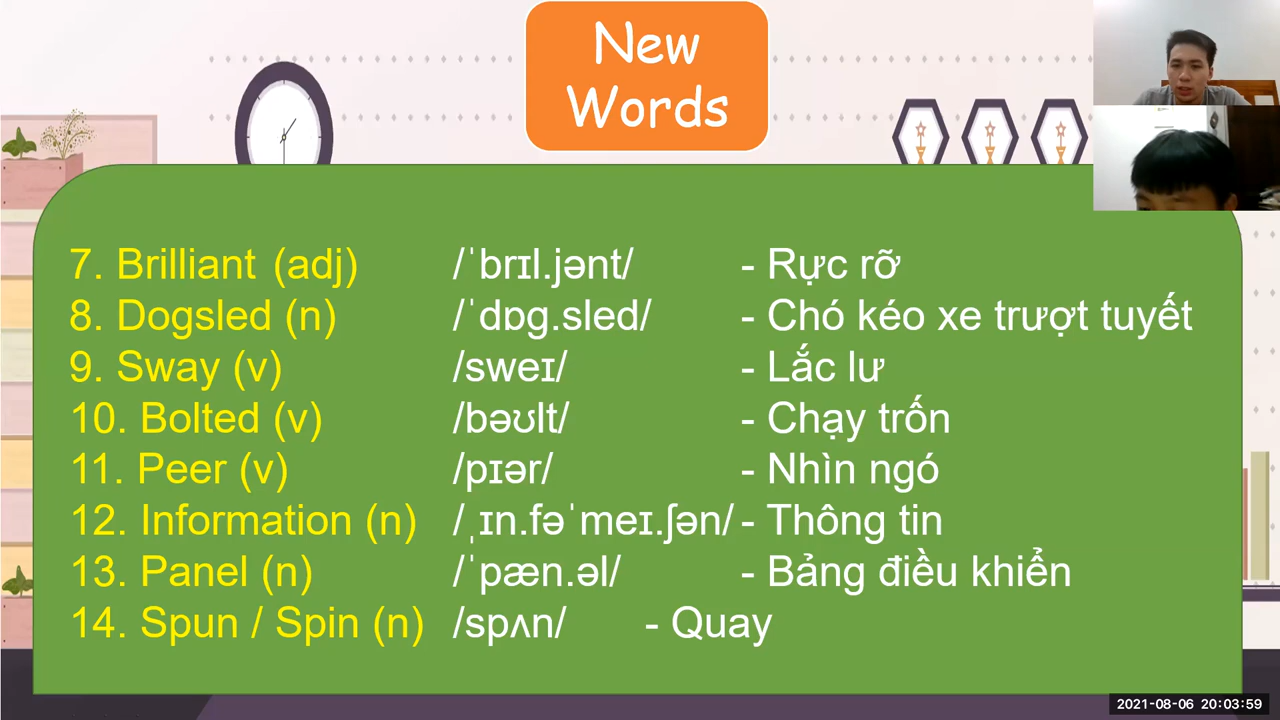 New
Words
7. Brilliant (adj) /ˈbrɪl.jənt/ - Rực rỡ
8. Dogsled (n) /ˈdɒg.sled/ - Chó kéo xe trượt tuyết
9. Sway (v) /sweɪ/ - Lắc lư
10. Bolted (v) /bəʊlt/ - Chạy trốn
11. Peer (v) /pɪər/ - Nhìn ngó
12. Information (n) /ˌɪn.fəˈmeɪ.ʃən/ - Thông tin
13. Panel (n) /ˈpæn.əl/ - Bảng điều khiển
14. Spun / Spin (n) /spʌn/ - Quay
2021-08-06 20:03:59